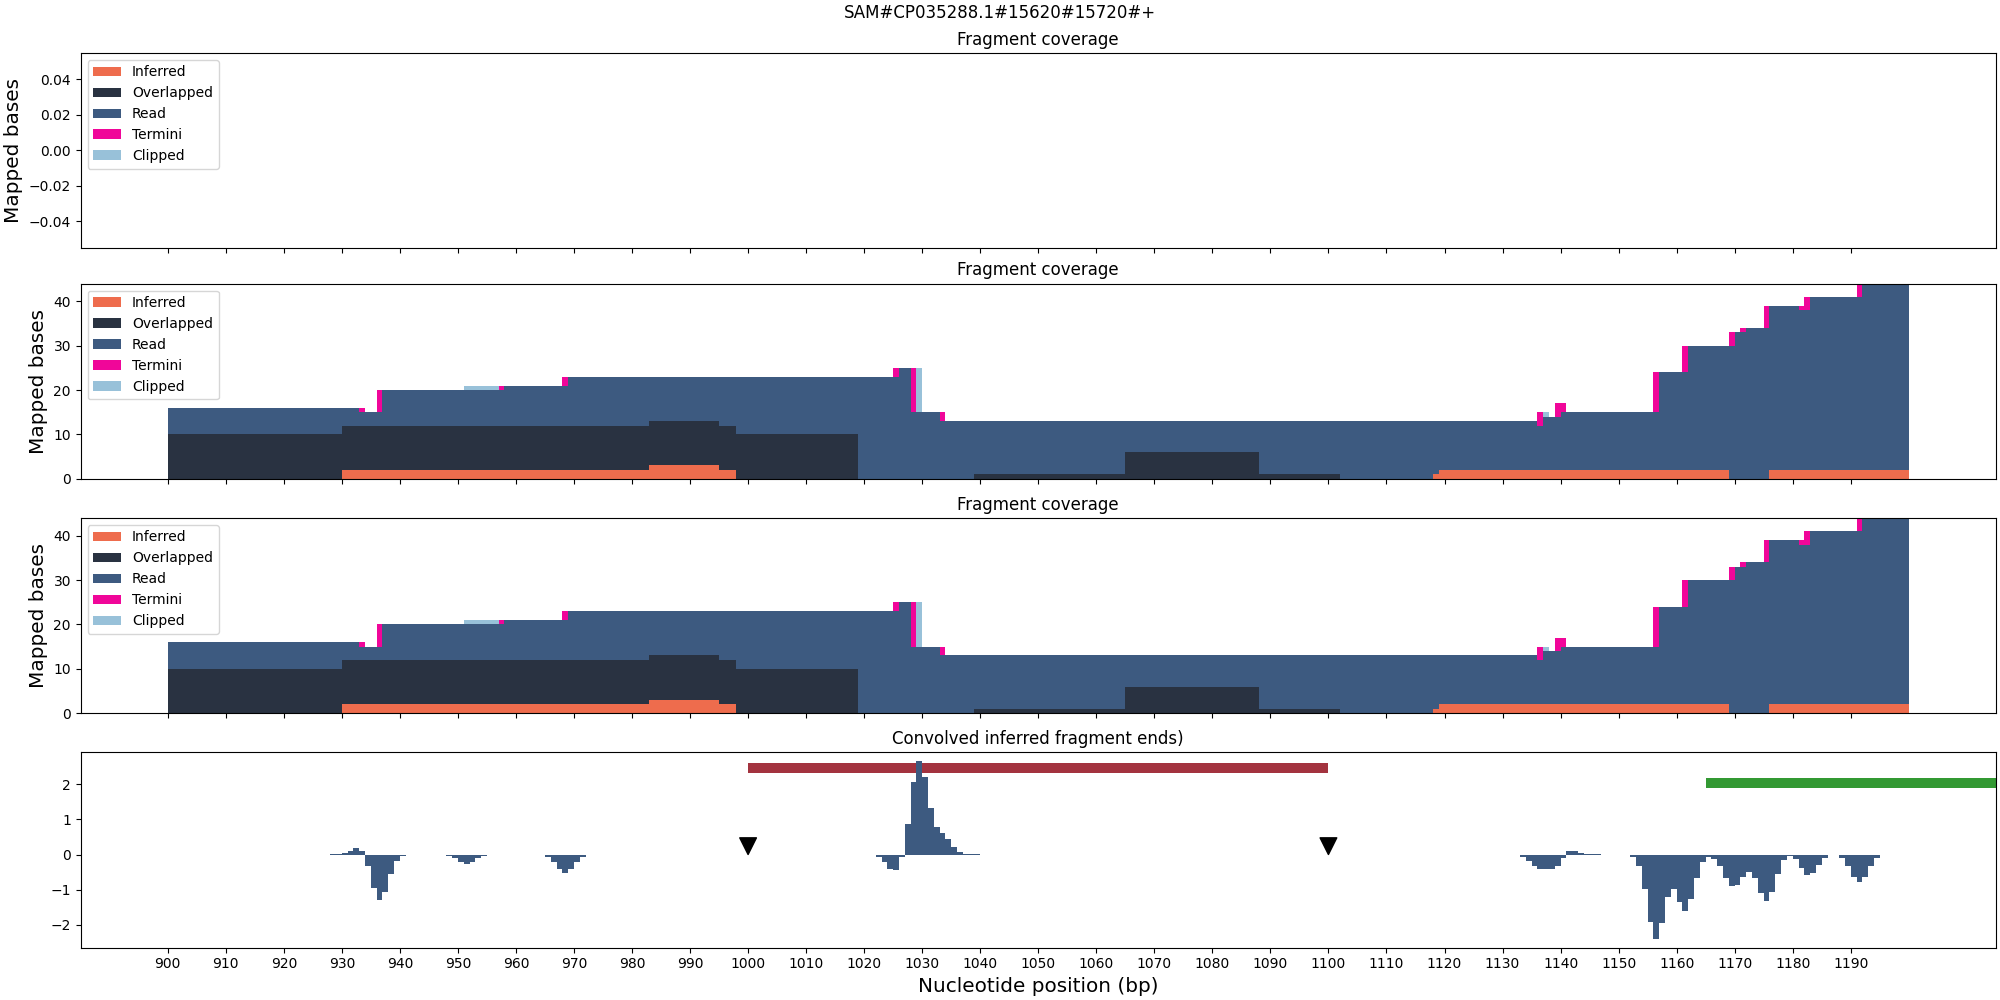 SAM#CP035288.1#15620#15720#+
Fragment coverage
Mapped bases
0.04
0.02
0.00
−0.02
−0.04
Inferred
Overlapped
Read
Termini
Clipped
Fragment coverage
Mapped bases
40
30
20
10
0
Inferred
Overlapped
Read
Termini
Clipped
Fragment coverage
Mapped bases
40
30
20
10
0
Inferred
Overlapped
Read
Termini
Clipped
Convolved inferred fragment ends)
2
1
0
−1
−2
900 910 920 930 940 950 960 970 980 990 1000 1010 1020 1030 1040 1050 1060 1070 1080 1090 1100 1110 1120 1130 1140 1150 1160 1170 1180 1190
Nucleotide position (bp)